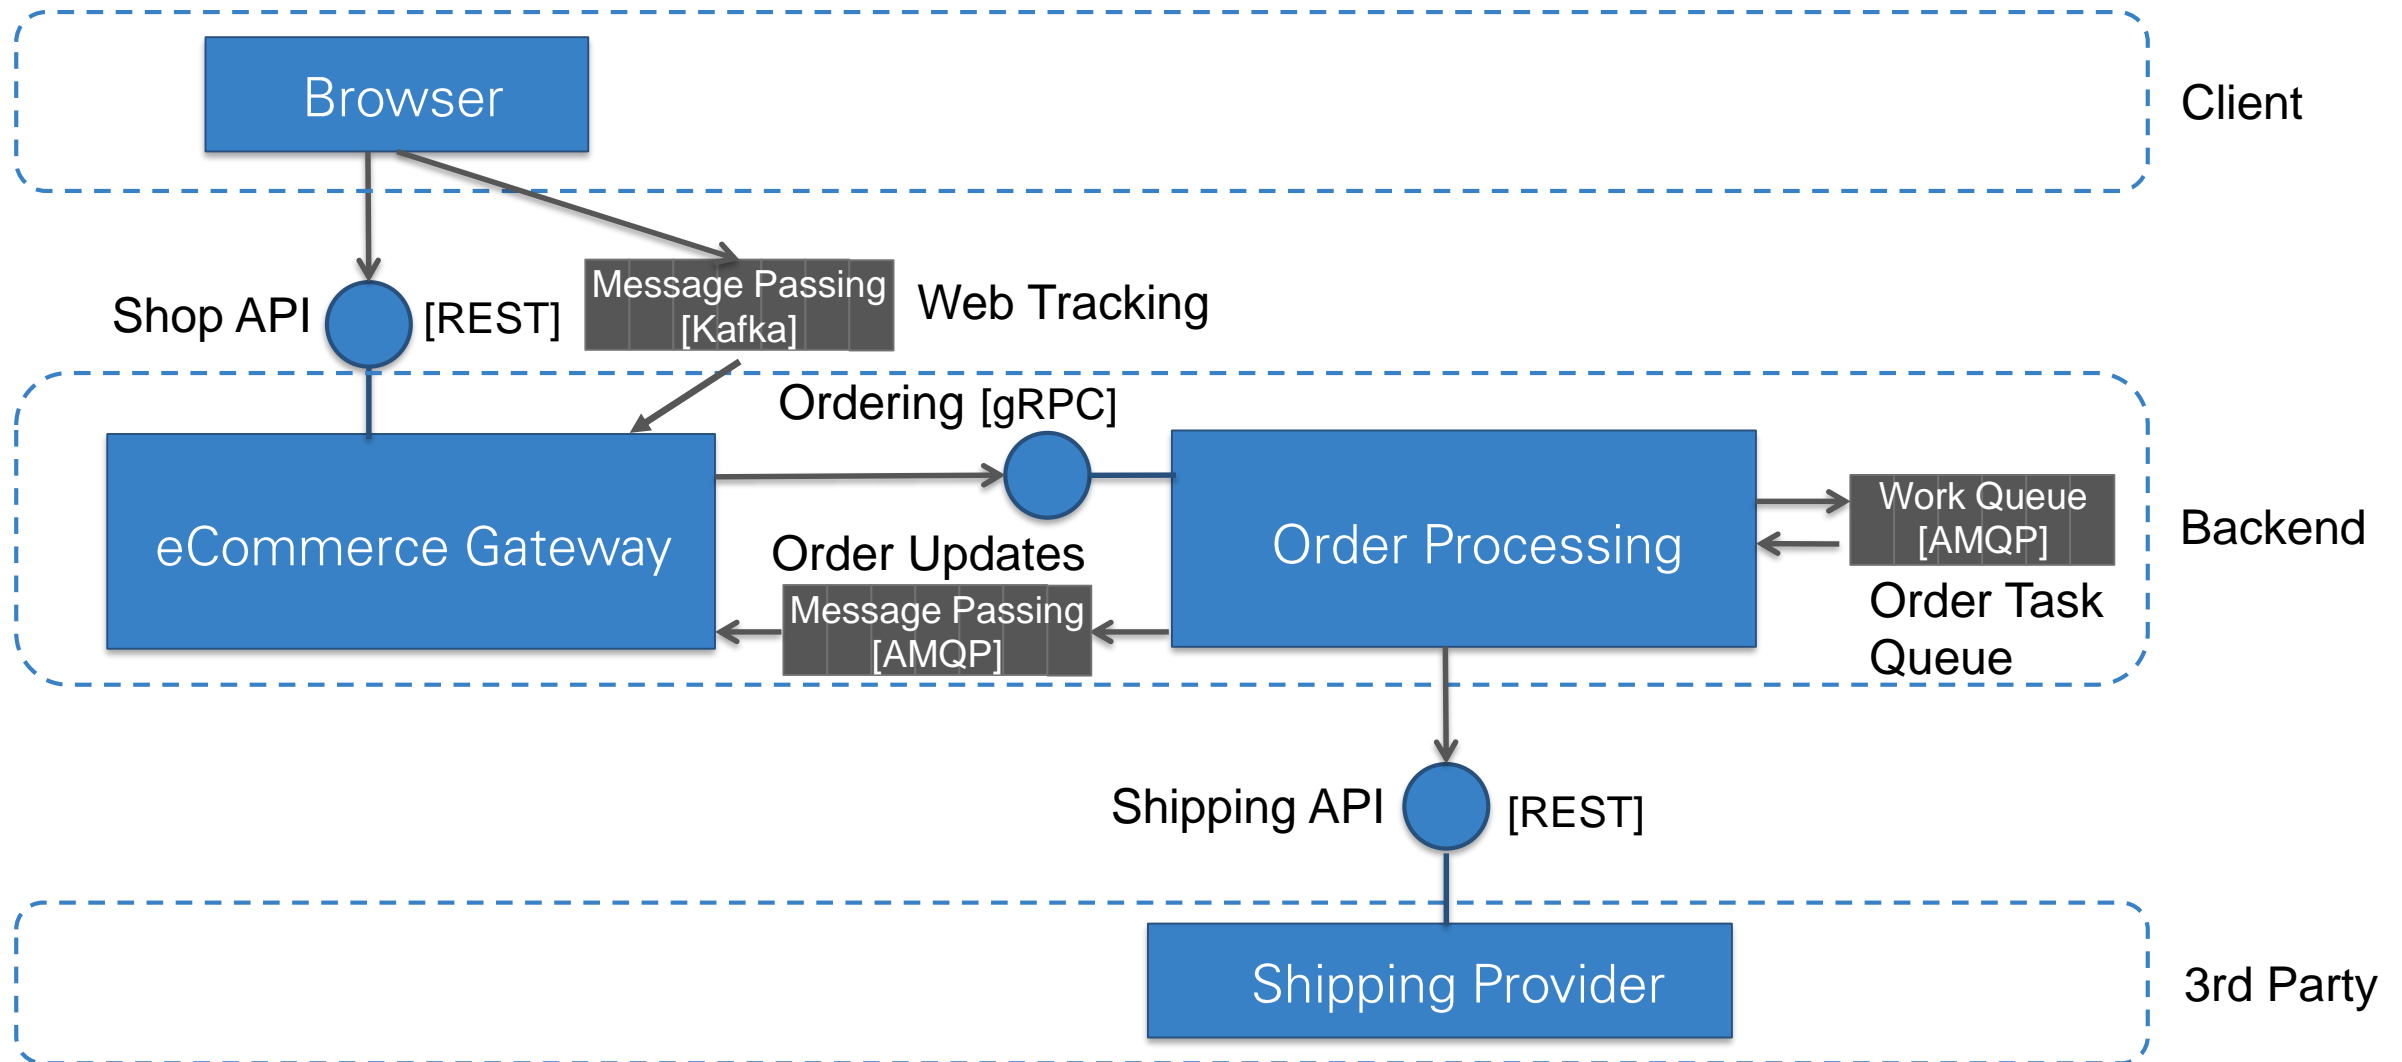 Browser
Client
Shop API
[REST]
Message Passing
[Kafka]
Web Tracking
Ordering [gRPC]
eCommerce Gateway
Order Updates
Message Passing
[AMQP]
Order Processing
Work Queue
[AMQP]
Order Task
Queue
Backend
Shipping API
[REST]
Shipping Provider
3rd Party